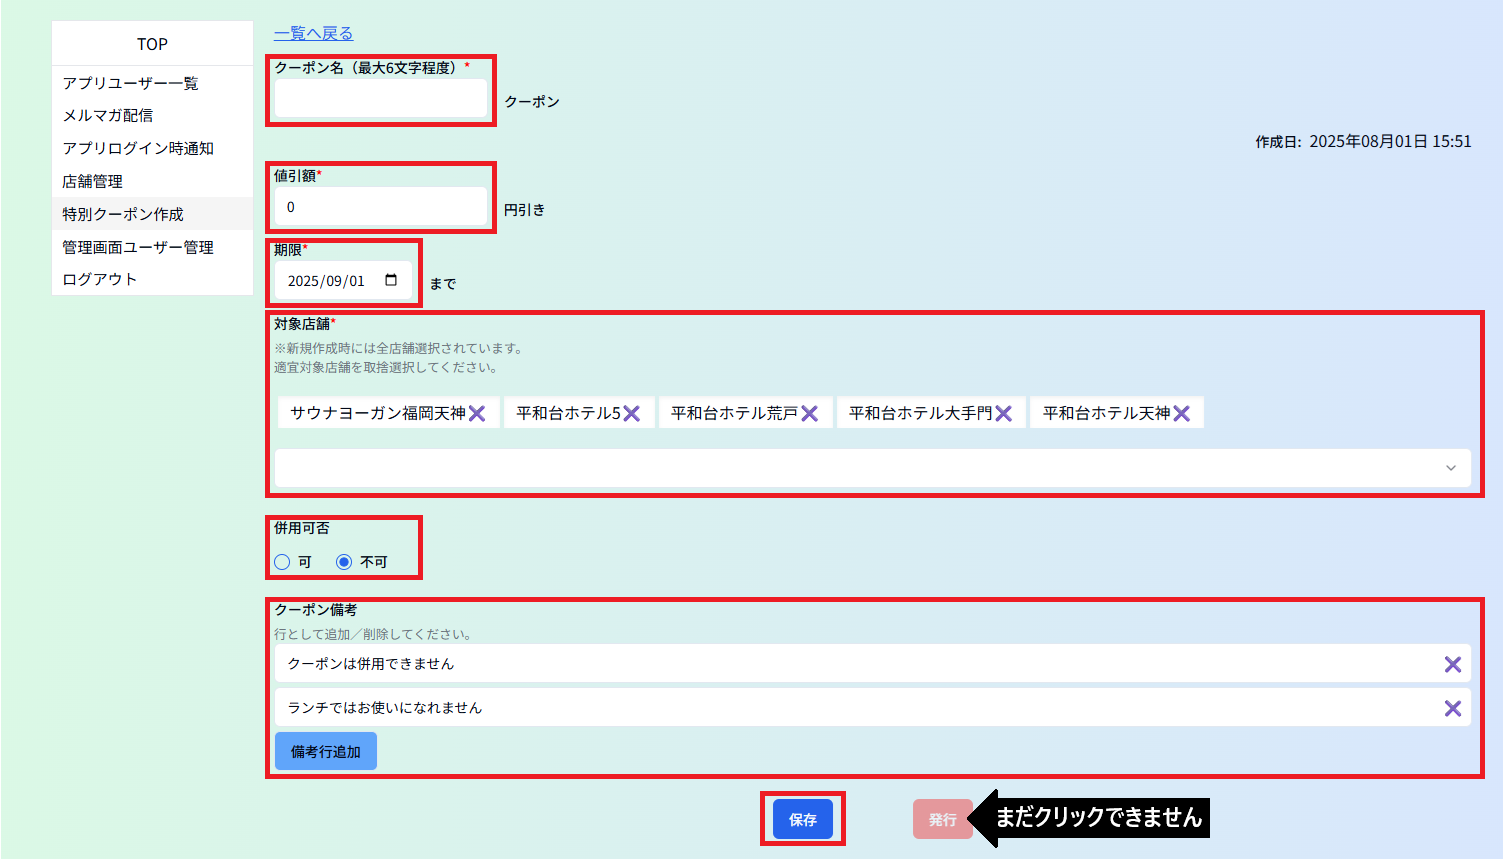 TOP
アプリユーザー一覧
メルマガ配信
アプリログイン時通知
店舗管理
特別クーポン作成
管理画面ユーザー管理
ログアウト
一覧へ戻る
クーポン名（最大6文字程度）*
クーポン
作成日: 2025年08月01日 15:51
値引額*
0
円引き
期限*
2025/09/01
まで
対象店舗*
※新規作成時には全店舗選択されています。
適宜対象店舗を取捨選択してください。
サウナヨーガン福岡天神 平和台ホテル5 平和台ホテル荒戸 平和台ホテル大手門 平和台ホテル天神
併用可否
可 不可
クーポン備考
行として追加／削除してください。
クーポンは併用できません
ランチではお使いになれません
備考行追加
保存 発行 まだクリックできません